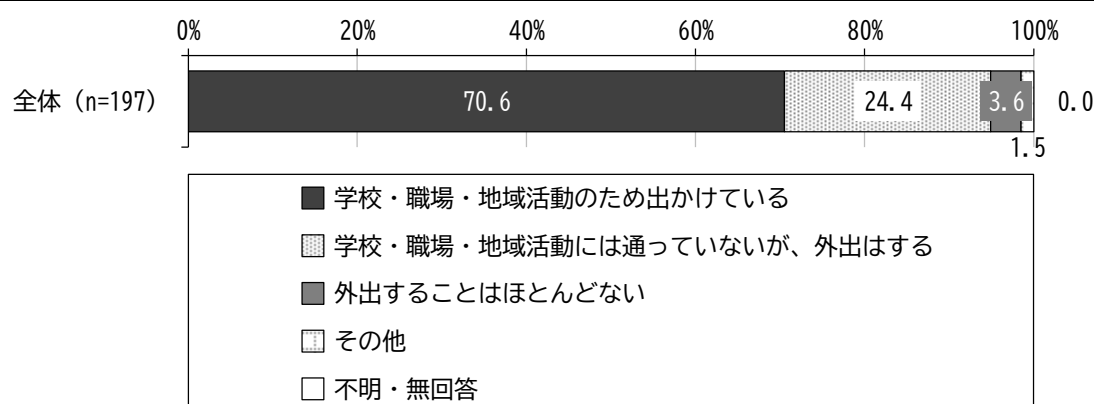 0% 20% 40% 60% 80% 100%
全体（n=197） 70.6 24.4 3.6 0.0
1.5
学校・職場・地域活動のため出かけている
学校・職場・地域活動には通っていないが、外出はする
外出することはほとんどない
その他
不明・無回答